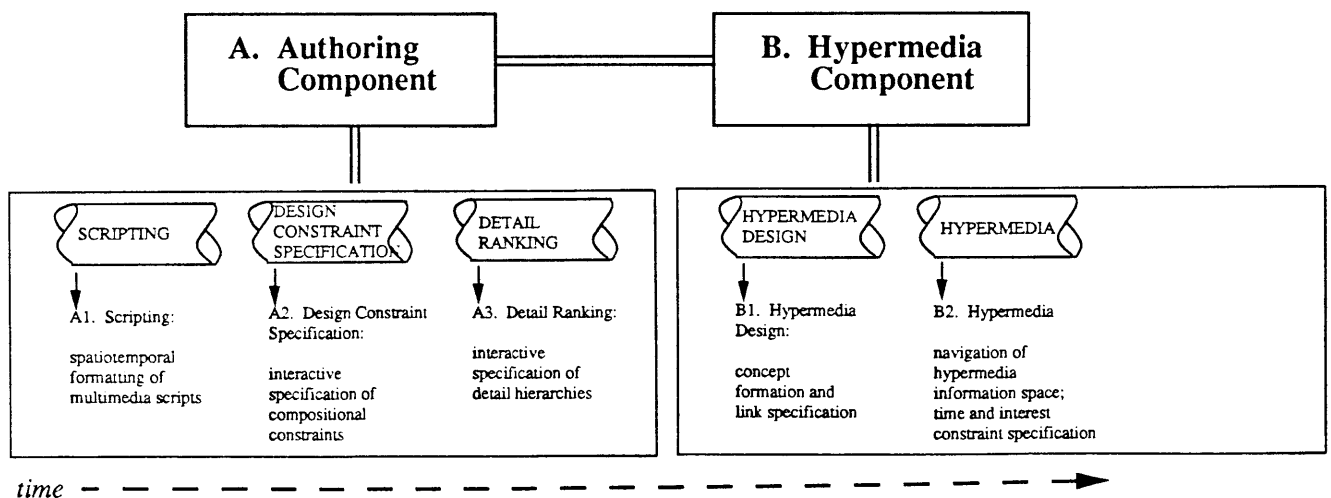 A. Authoring
Component
B. Hypermedia
Component
SCRIPTING
DESIGN
CONSTRAINT
SPECIFICATION
DETAIL
RANKING
HYPERMEDIA
DESIGN
HYPERMEDIA
A1. Scripting:
spatiotemporal
formatting of
multimedia scripts
A2. Design Constraint
Specification:
interactive
specification of
compositional
constraints
A3. Detail Ranking:
interactive
specification of
detail hierarchies
B1. Hypermedia
Design:
concept
formation and
link specification
B2. Hypermedia
navigation of
hypermedia
information space;
time and interest
constraint specification
time